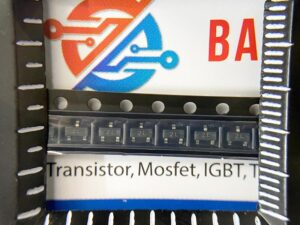 BA
Transistor, Mosfet, IGBT, T